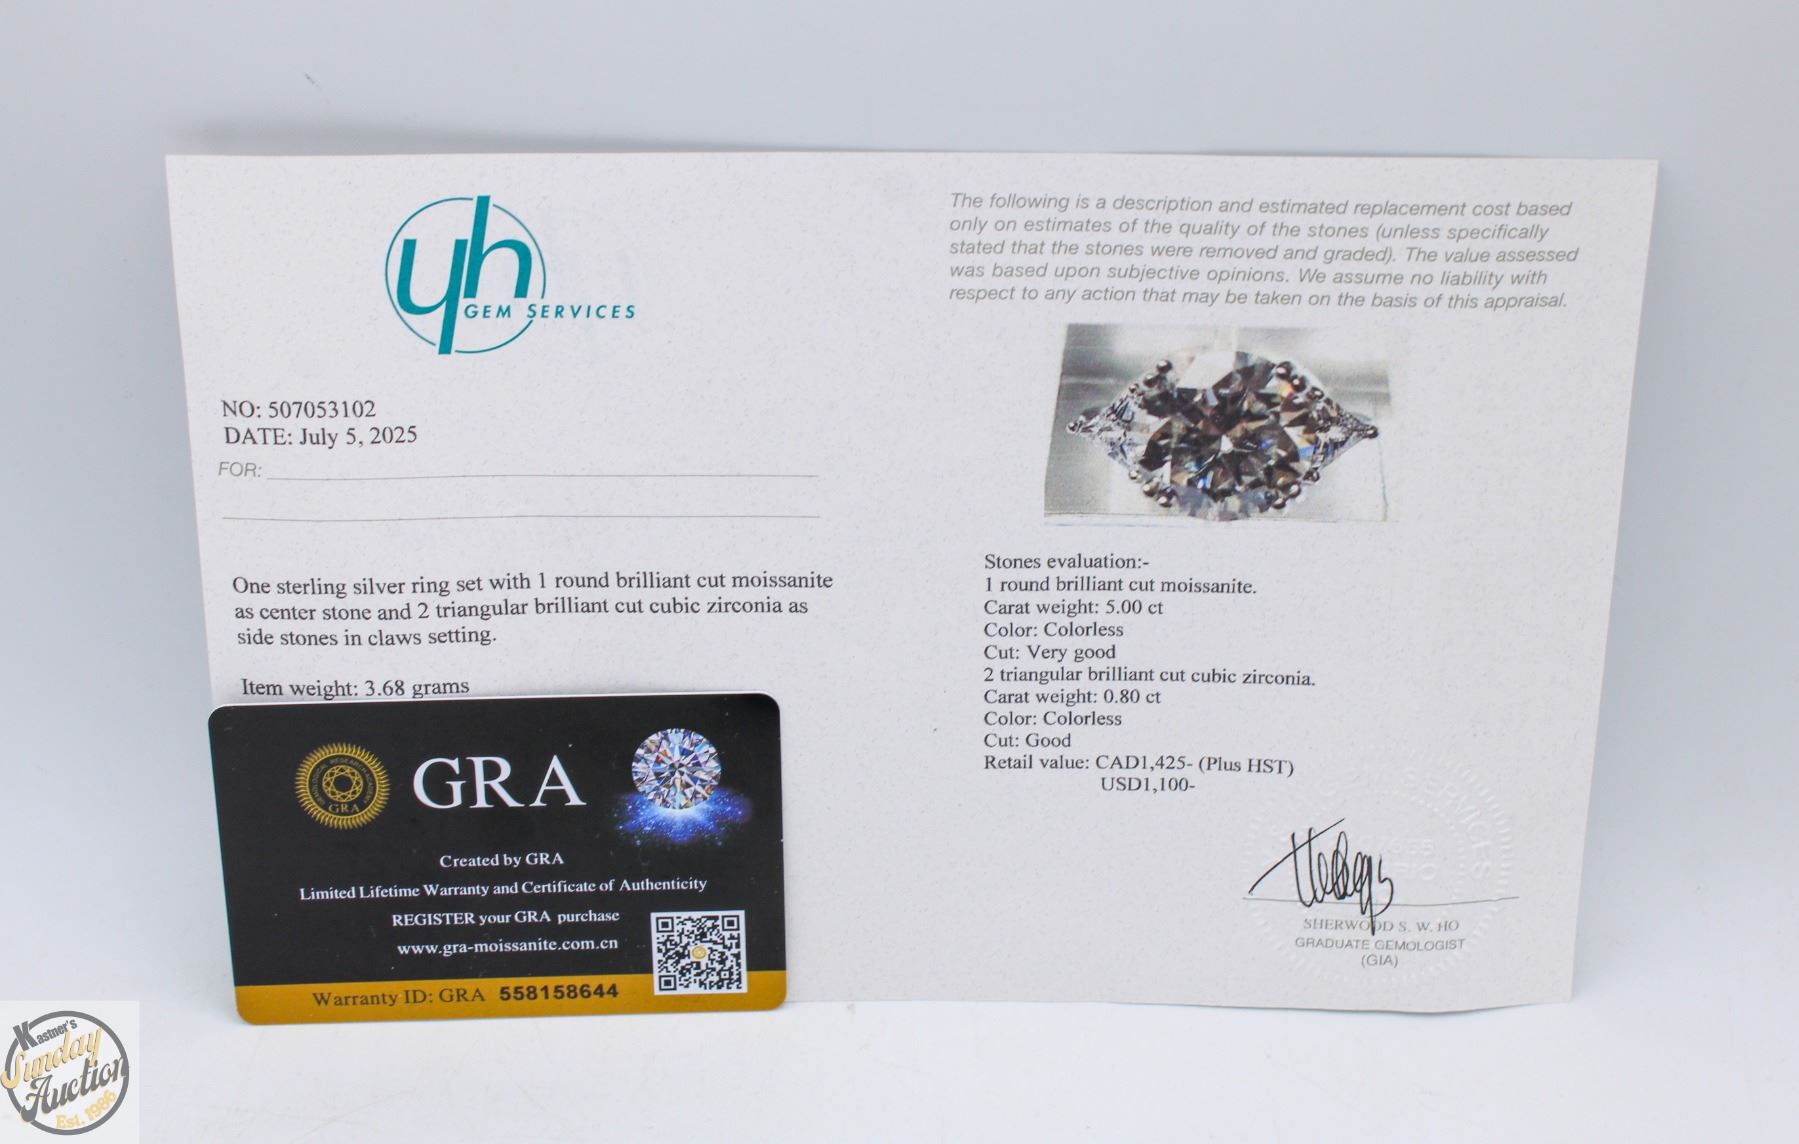 yh
GEM SERVICES
NO: 507053102
DATE: July 5, 2025
FOR:
One sterling silver ring set with 1 round brilliant cut moissanite
as center stone and 2 triangular brilliant cut cubic zirconia as
side stones in claws setting.
Item weight: 3.68 grams
The following is a description and estimated replacement cost based
only on estimates of the quality of the stones (unless specifically
stated that the stones were removed and graded). The value assessed
was based upon subjective opinions. We assume no liability with
respect to any action that may be taken on the basis of this appraisal.
Stones evaluation:-
1 round brilliant cut moissanite.
Carat weight: 5.00 ct
Color: Colorless
Cut: Very good
2 triangular brilliant cut cubic zirconia.
Carat weight: 0.80 ct
Color: Colorless
Cut: Good
Retail value: CAD1,425- (Plus HST)
USD1,100-
SHERWOOD S. W. HO
GRADUATE GEMOLOGIST
(GIA)
GEMOLOGICAL RESEARCH ACADEMY
GRA
GRA
Created by GRA
Limited Lifetime Warranty and Certificate of Authenticity
REGISTER your GRA purchase
www.gra-moissanite.com.cn
Warranty ID: GRA 558158644
Kastner's
Sunday
Auction
Est. 1986